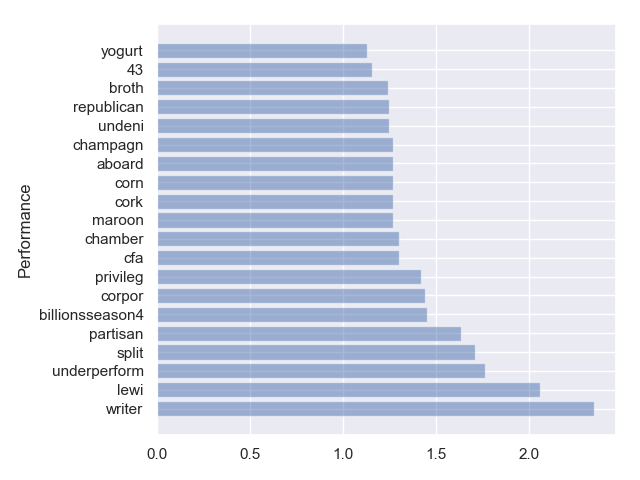 yogurt
43
broth
republican
undeni
champagn
aboard
corn
cork
maroon
chamber
cfa
privileg
corpor
billionsseason4
partisan
split
underperform
lewi
writer
Performance
0.0 0.5 1.0 1.5 2.0